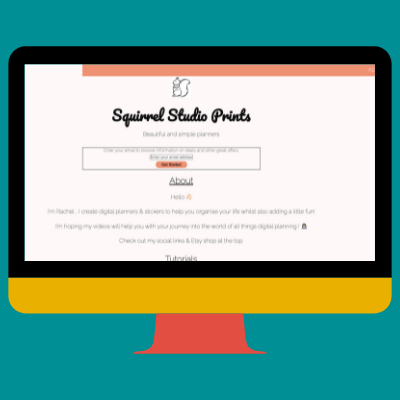 Squirrel Studio Prints
Beautiful and simple planners
Enter your email to receive information on deals and other great offers
Enter your email address
Get Started
About
Hello 👋🏻
I'm Rachel , I create digital planners & stickers to help you organise your life whilst also adding a little fun!
I'm hoping my videos will help you with your journey into the world of all things digital planning !
Check out my social links & Etsy shop at the top
Tutorials